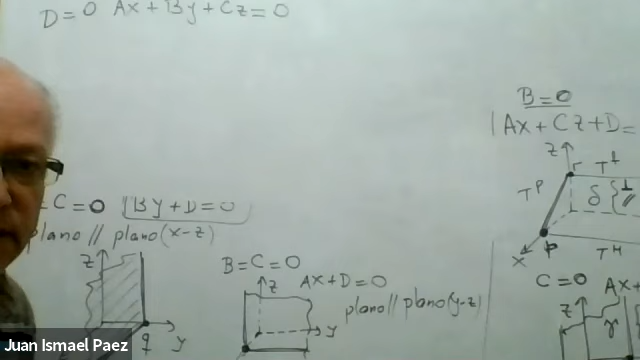 D=0 Ax+By+Cz=0
B=0
Ax+Cz+D=
z r T⊥
T^P δ
x p T^H
=C=0 By+D=0
plano // plano(x-z)
z
q y
B=C=0
Ax+D=0
z
y
plano // plano(y-z)
C=0 Ax+
z γ
Juan Ismael Paez